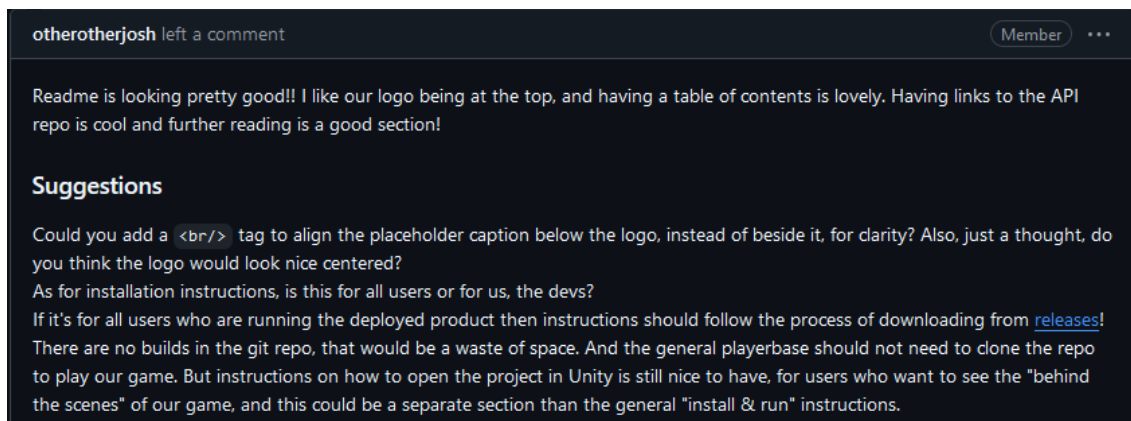 otherotherjosh left a comment
Member
Readme is looking pretty good!! I like our logo being at the top, and having a table of contents is lovely. Having links to the API
repo is cool and further reading is a good section!
Suggestions
Could you add a <br/> tag to align the placeholder caption below the logo, instead of beside it, for clarity? Also, just a thought, do
you think the logo would look nice centered?
As for installation instructions, is this for all users or for us, the devs?
If it's for all users who are running the deployed product then instructions should follow the process of downloading from releases!
There are no builds in the git repo, that would be a waste of space. And the general playerbase should not need to clone the repo
to play our game. But instructions on how to open the project in Unity is still nice to have, for users who want to see the "behind
the scenes" of our game, and this could be a separate section than the general "install & run" instructions.